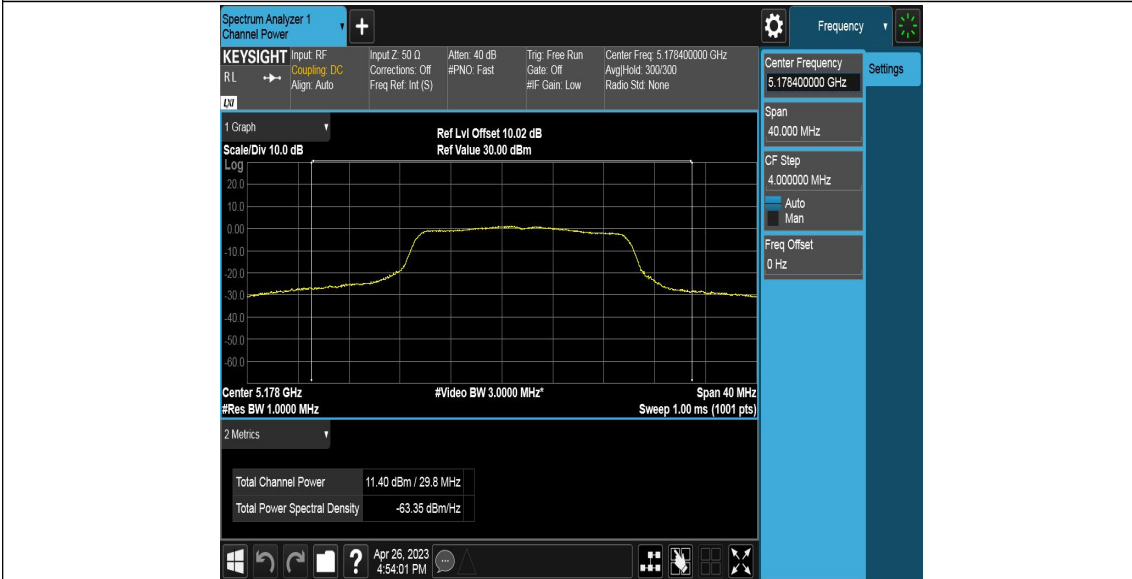 Spectrum Analyzer 1
Channel Power
+
Frequency
KEYSIGHT
R L
LXI
Input: RF
Coupling: DC
Align: Auto
Input Z: 50 Ω
Corrections: Off
Freq Ref: Int (S)
Atten: 40 dB
#PNO: Fast
Trig: Free Run
Gate: Off
#IF Gain: Low
Center Freq: 5.178400000 GHz
Avg|Hold: 300/300
Radio Std: None
Center Frequency
5.178400000 GHz
Settings
Span
40.000 MHz
CF Step
4.000000 MHz
Auto
Man
Freq Offset
0 Hz
1 Graph
Scale/Div 10.0 dB
Ref Lvl Offset 10.02 dB
Ref Value 30.00 dBm
Log
20.0
10.0
0.00
-10.0
-20.0
-30.0
-40.0
-50.0
-60.0
Center 5.178 GHz
#Res BW 1.0000 MHz
#Video BW 3.0000 MHz*
Span 40 MHz
Sweep 1.00 ms (1001 pts)
2 Metrics
Total Channel Power 11.40 dBm / 29.8 MHz
Total Power Spectral Density -63.35 dBm/Hz
?
Apr 26, 2023
4:54:01 PM